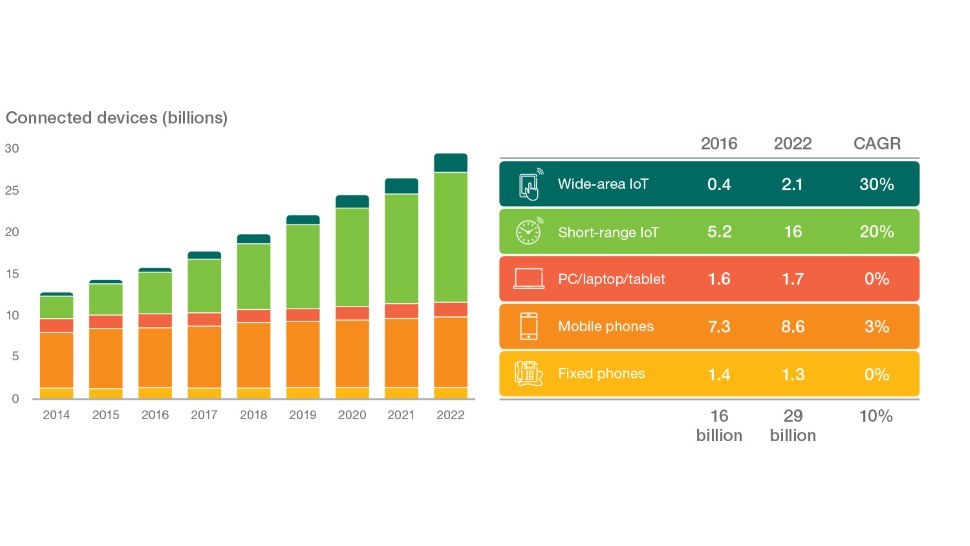 Connected devices (billions)
30
25
20
15
10
5
0
2014 2015 2016 2017 2018 2019 2020 2021 2022
2016 2022 CAGR
Wide-area IoT 0.4 2.1 30%
Short-range IoT 5.2 16 20%
PC/laptop/tablet 1.6 1.7 0%
Mobile phones 7.3 8.6 3%
Fixed phones 1.4 1.3 0%
16 29 10%
billion billion